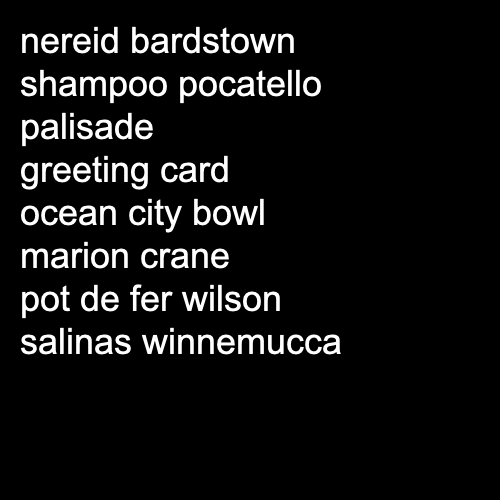 nereid bardstown
shampoo pocatello
palisade
greeting card
ocean city bowl
marion crane
pot de fer wilson
salinas winnemucca